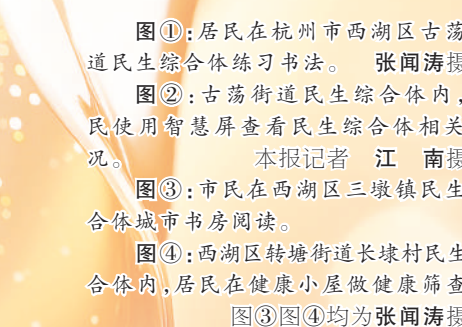 图①:居民在杭州市西湖区古荡
道民生综合体练习书法。 张闻涛摄
图②:古荡街道民生综合体内,
民使用智慧屏查看民生综合体相关
况。 本报记者 江 南摄
图③:市民在西湖区三墩镇民生
合体城市书房阅读。
图④:西湖区转塘街道长埭村民生
合体内,居民在健康小屋做健康筛查
图③图④均为张闻涛摄